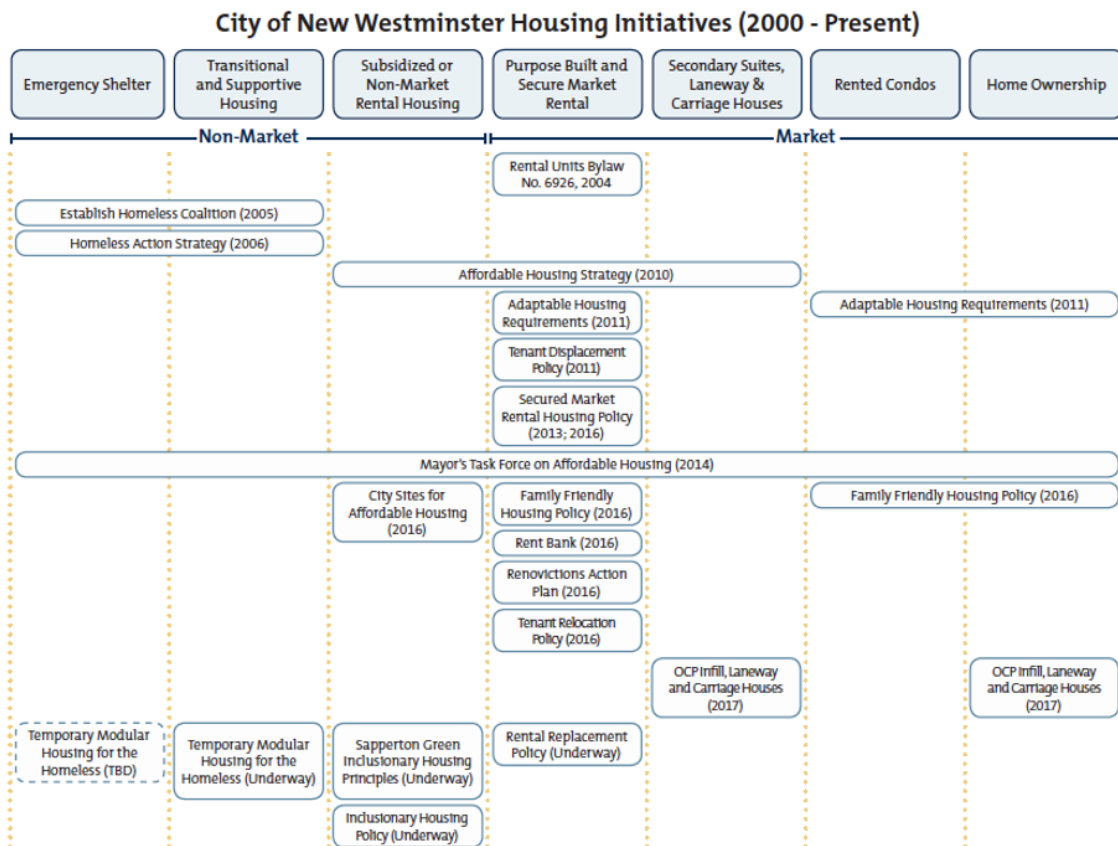 City of New Westminster Housing Initiatives (2000 - Present)
Emergency Shelter
Transitional
and Supportive
Housing
Subsidized or
Non-Market
Rental Housing
Purpose Built and
Secure Market
Rental
Secondary Suites,
Laneway &
Carriage Houses
Rented Condos
Home Ownership
Non-Market
Market
Rental Units Bylaw
No. 6926, 2004
Establish Homeless Coalition (2005)
Homeless Action Strategy (2006)
Affordable Housing Strategy (2010)
Adaptable Housing
Requirements (2011)
Adaptable Housing Requirements (2011)
Tenant Displacement
Policy (2011)
Secured Market
Rental Housing Policy
(2013; 2016)
Mayor's Task Force on Affordable Housing (2014)
City Sites for
Affordable Housing
(2016)
Family Friendly
Housing Policy (2016)
Family Friendly Housing Policy (2016)
Rent Bank (2016)
Renovictions Action
Plan (2016)
Tenant Relocation
Policy (2016)
OCP Infill, Laneway
and Carriage Houses
(2017)
OCP Infill, Laneway
and Carriage Houses
(2017)
Temporary Modular
Housing for the
Homeless (TBD)
Temporary Modular
Housing for the
Homeless (Underway)
Sapperton Green
Inclusionary Housing
Principles (Underway)
Rental Replacement
Policy (Underway)
Inclusionary Housing
Policy (Underway)